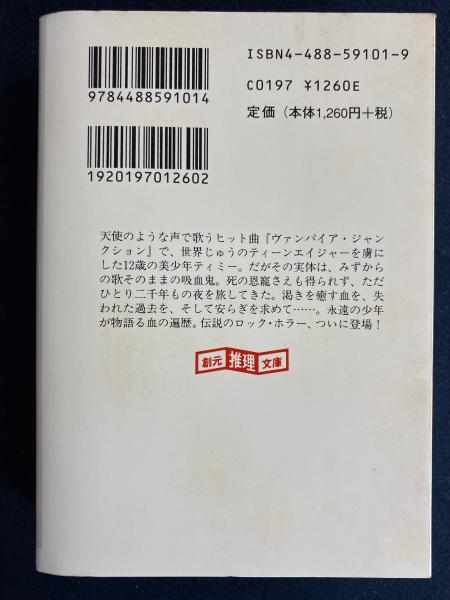 ISBN4-488-59101-9
9784488591014
C0197 ¥1260E
定価（本体1,260円＋税）
1920197012602
天使のような声で歌うヒット曲『ヴァンパイア・ジャン
クション』で、世界じゅうのティーンエイジャーを虜に
した12歳の美少年ティミー。だがその実体は、みずから
の歌そのままの吸血鬼。死の恩寵さえも得られず、ただ
ひとり二千年もの夜を旅してきた。渇きを癒す血を、失
われた過去を、そして安らぎを求めて……。永遠の少年
が物語る血の遍歴。伝説のロック・ホラー、ついに登場！
創元推理文庫